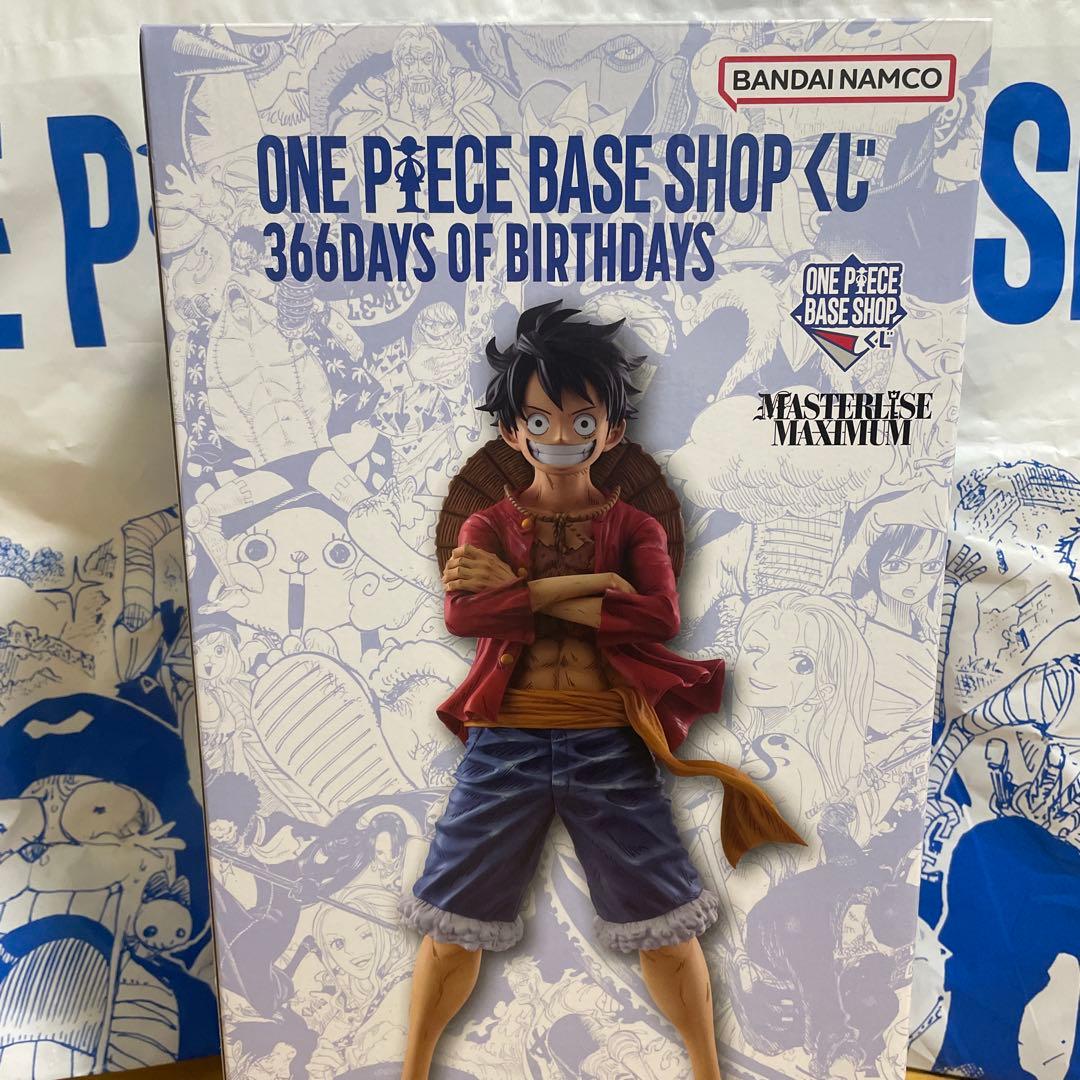 BANDAI NAMCO
ONE PIECE BASE SHOPくじ
366DAYS OF BIRTHDAYS
ONE PIECE
BASE SHOP
くじ
MASTERLISE
MAXIMUM
E P
S